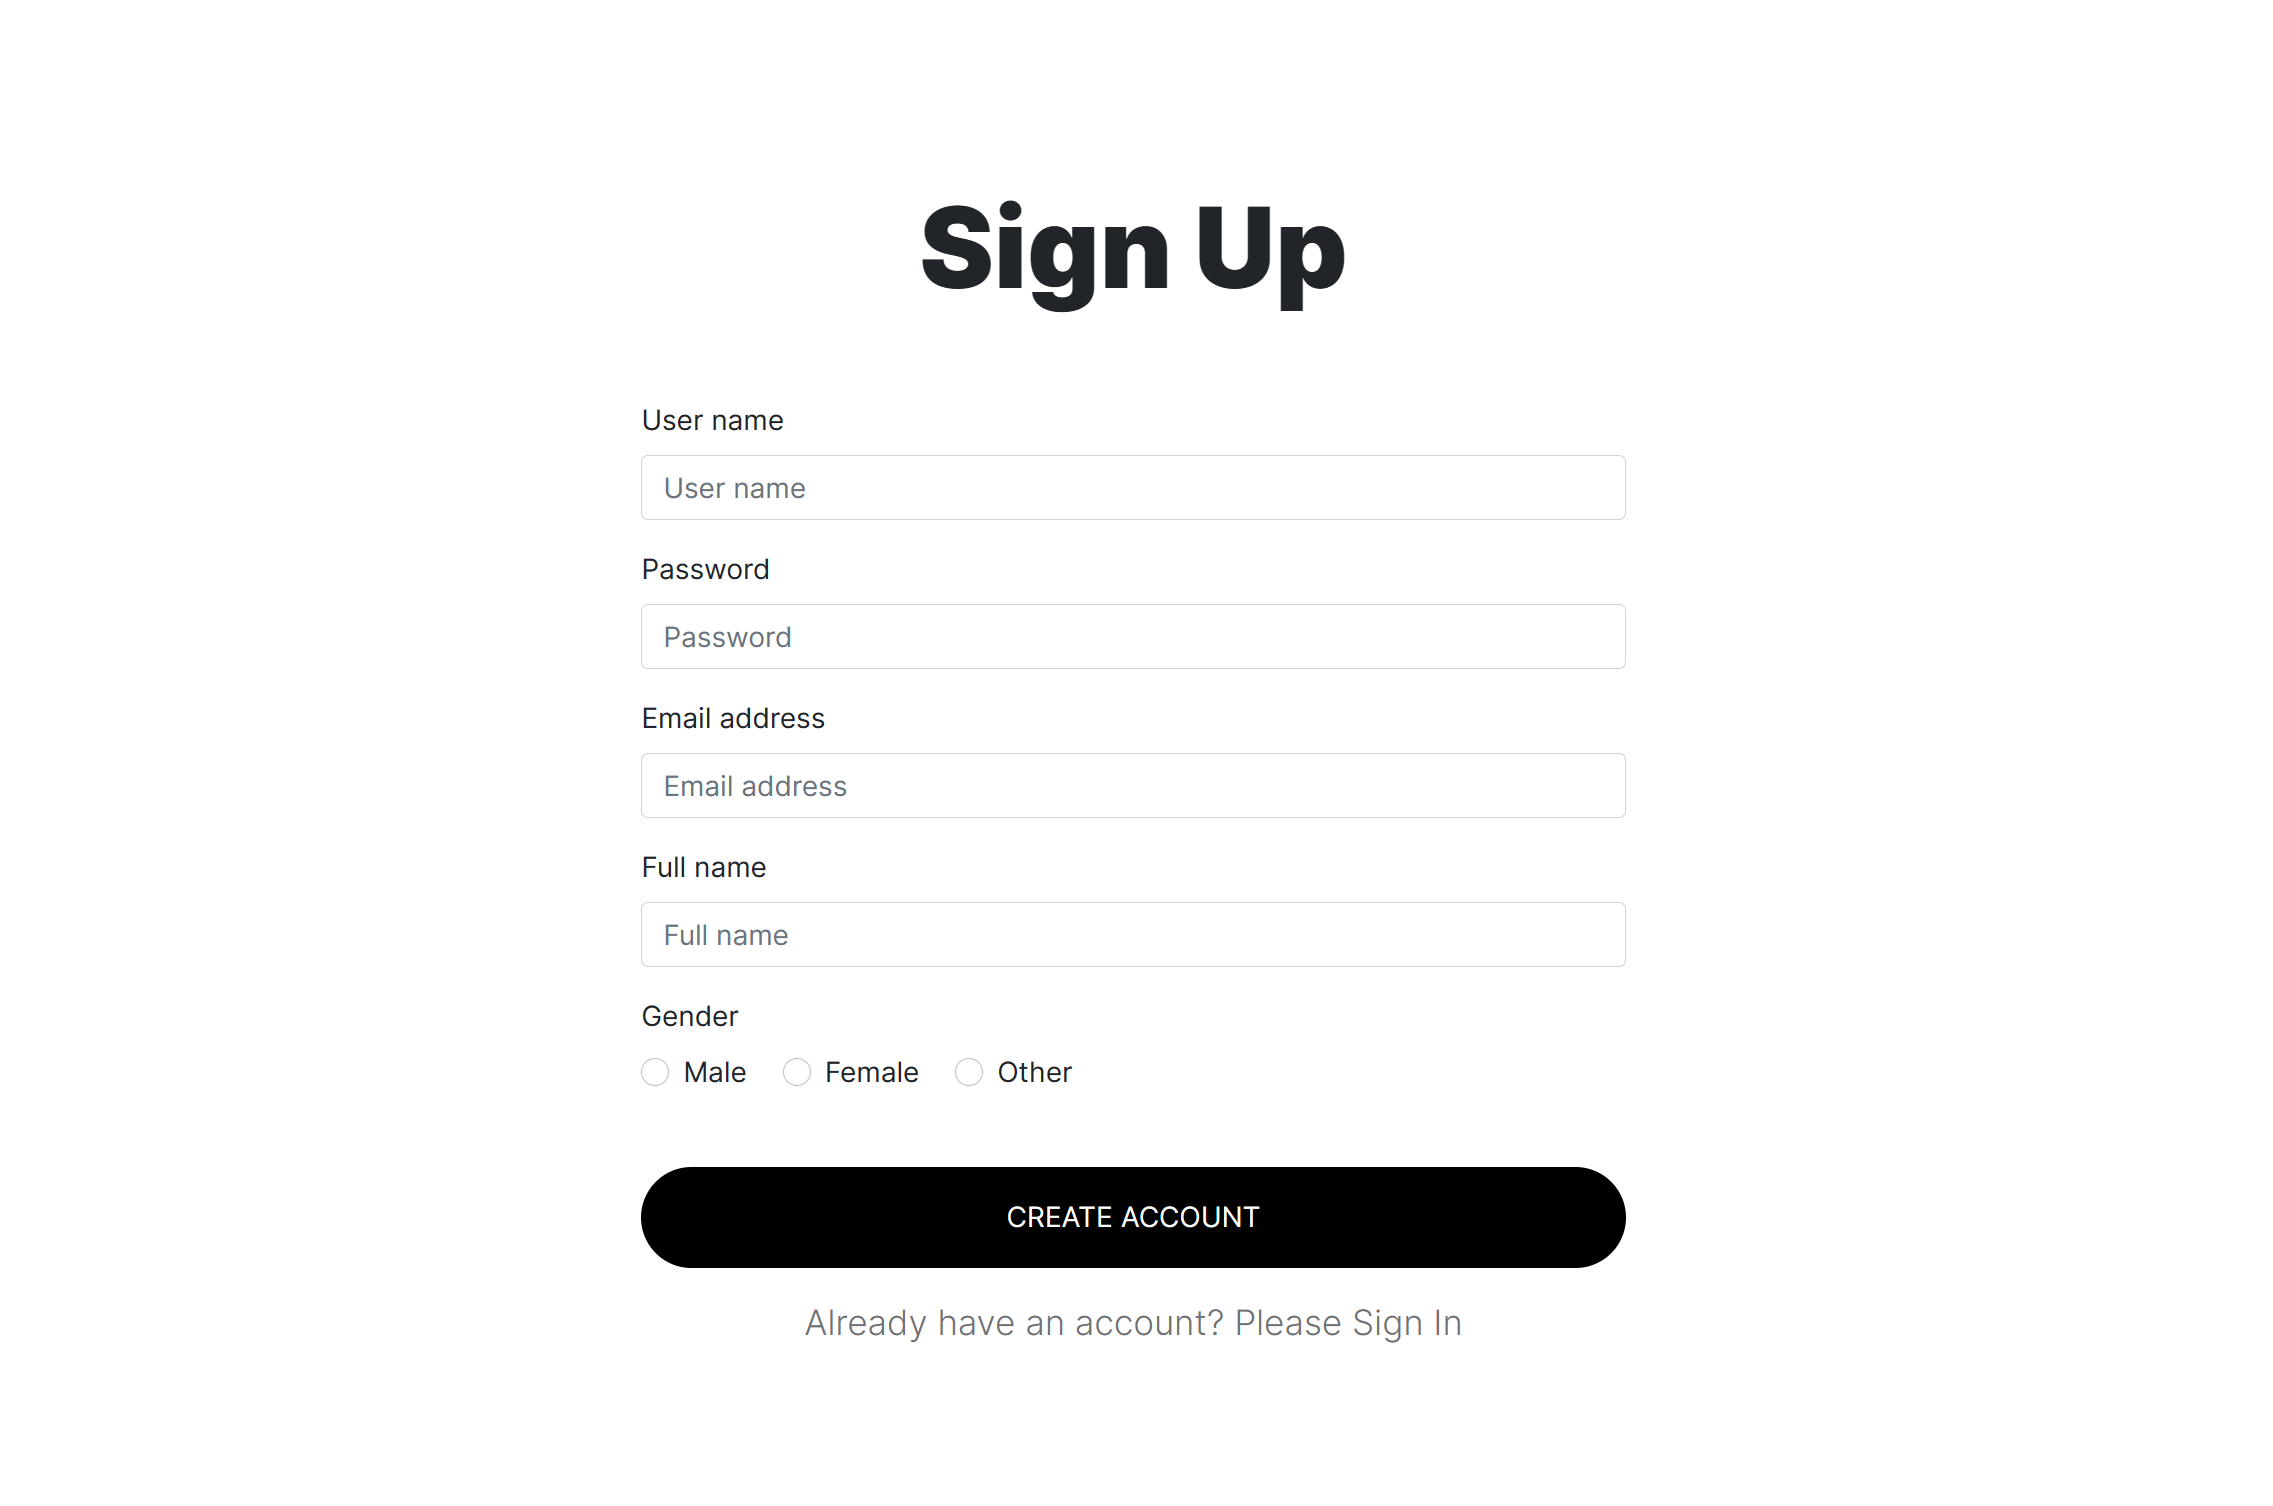 Sign Up
User name
User name
Password
Password
Email address
Email address
Full name
Full name
Gender
Male Female Other
CREATE ACCOUNT
Already have an account? Please Sign In